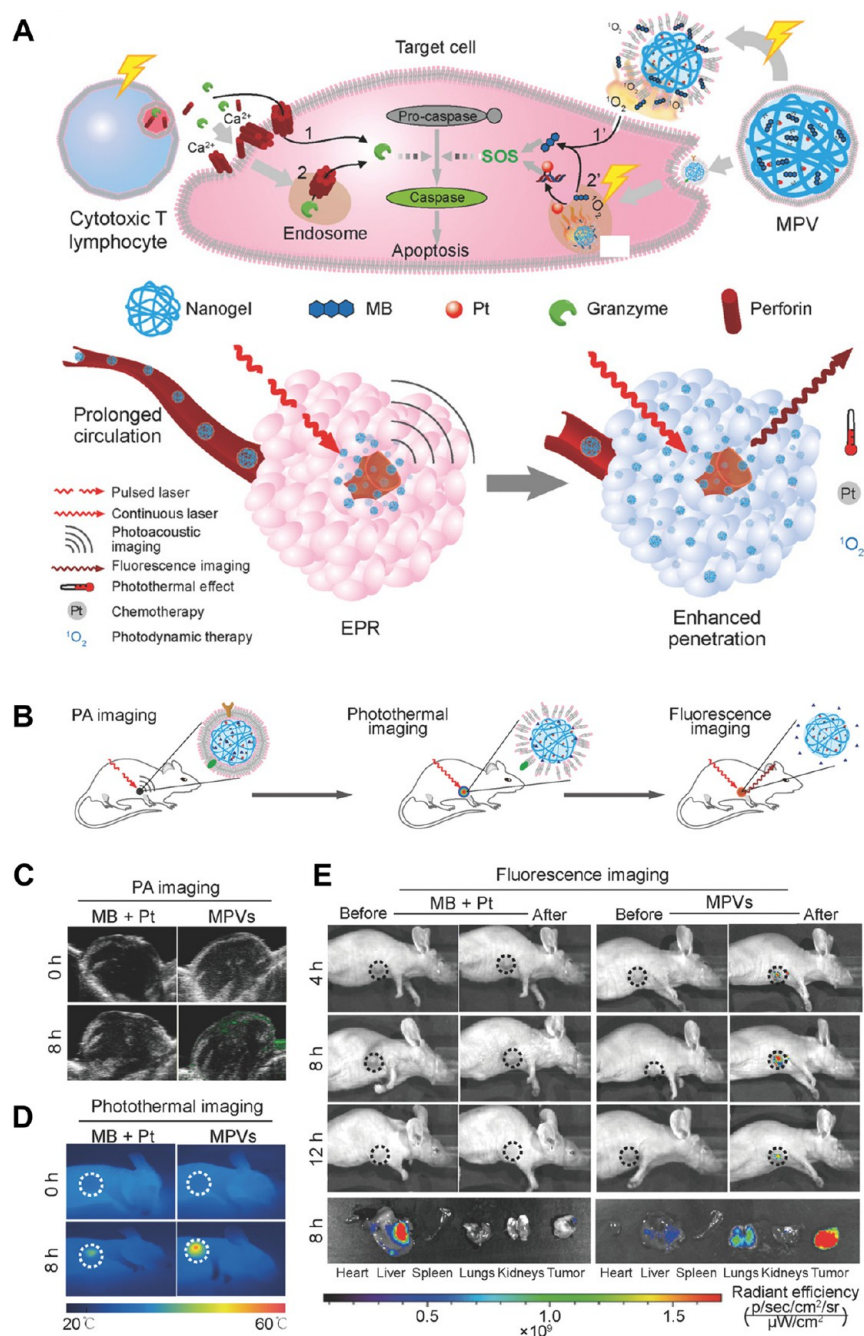 A
Target cell
Ca²⁺
Ca²⁺
1
2
Pro-caspase
SOS
Caspase
Apoptosis
Endosome
Cytotoxic T
lymphocyte
1'
2'
¹O₂
¹O₂
¹O₂
¹O₂
¹O₂
MPV
Nanogel
MB
Pt
Granzyme
Perforin
Prolonged
circulation
Pulsed laser
Continuous laser
Photoacoustic
imaging
Fluorescence imaging
Photothermal effect
Pt Chemotherapy
¹O₂ Photodynamic therapy
EPR
Enhanced
penetration
Pt
¹O₂
B
PA imaging
Photothermal
imaging
Fluorescence
imaging
C
PA imaging
MB + Pt MPVs
0 h
8 h
D
Photothermal imaging
MB + Pt MPVs
0 h
8 h
20℃ 60℃
E
Fluorescence imaging
Before MB + Pt After
Before MPVs After
4 h
8 h
12 h
8 h
Heart Liver Spleen Lungs Kidneys Tumor
Heart Liver Spleen Lungs Kidneys Tumor
0.5 1.0 1.5
×10⁹
Radiant efficiency
(p/sec/cm²/sr / µW/cm²)